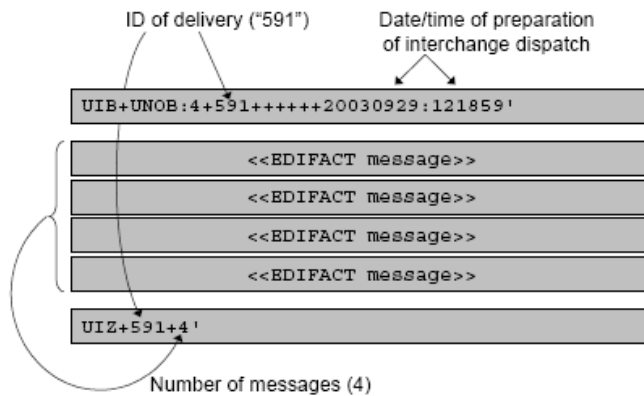 ID of delivery (“591”)
Date/time of preparation
of interchange dispatch
UIB+UNOB:4+591++++++20030929:121859'
<<EDIFACT message>>
<<EDIFACT message>>
<<EDIFACT message>>
<<EDIFACT message>>
UIZ+591+4'
Number of messages (4)